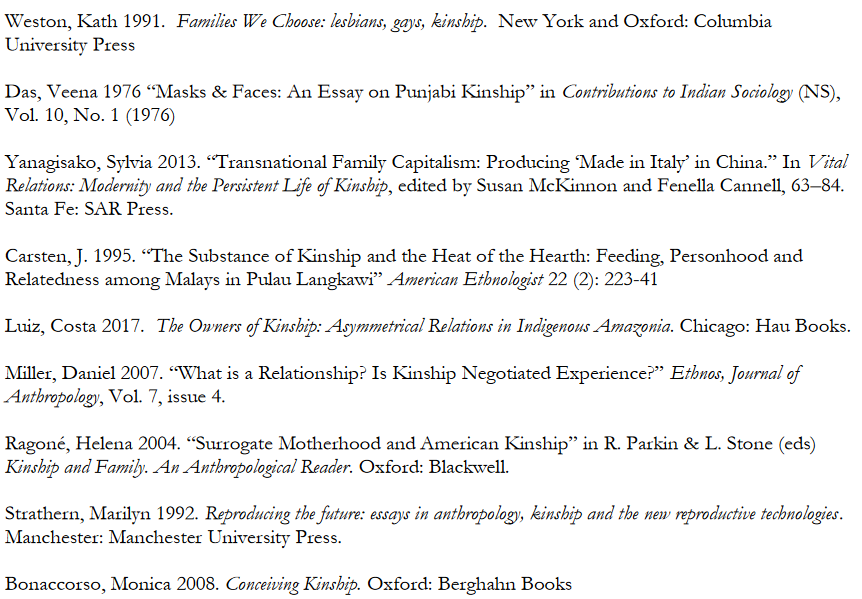 Weston, Kath 1991.  Families We Choose: lesbians, gays, kinship.  New York and Oxford: Columbia
University Press
Das, Veena 1976 “Masks & Faces: An Essay on Punjabi Kinship” in Contributions to Indian Sociology (NS),
Vol. 10, No. 1 (1976)
Yanagisako, Sylvia 2013. “Transnational Family Capitalism: Producing ‘Made in Italy’ in China.” In Vital
Relations: Modernity and the Persistent Life of Kinship, edited by Susan McKinnon and Fenella Cannell, 63–84.
Santa Fe: SAR Press.
Carsten, J. 1995. “The Substance of Kinship and the Heat of the Hearth: Feeding, Personhood and
Relatedness among Malays in Pulau Langkawi” American Ethnologist 22 (2): 223-41
Luiz, Costa 2017.  The Owners of Kinship: Asymmetrical Relations in Indigenous Amazonia. Chicago: Hau Books.
Miller, Daniel 2007. “What is a Relationship? Is Kinship Negotiated Experience?” Ethnos, Journal of
Anthropology, Vol. 7, issue 4.
Ragoné, Helena 2004. “Surrogate Motherhood and American Kinship” in R. Parkin & L. Stone (eds)
Kinship and Family. An Anthropological Reader. Oxford: Blackwell.
Strathern, Marilyn 1992. Reproducing the future: essays in anthropology, kinship and the new reproductive technologies.
Manchester: Manchester University Press.
Bonaccorso, Monica 2008. Conceiving Kinship. Oxford: Berghahn Books